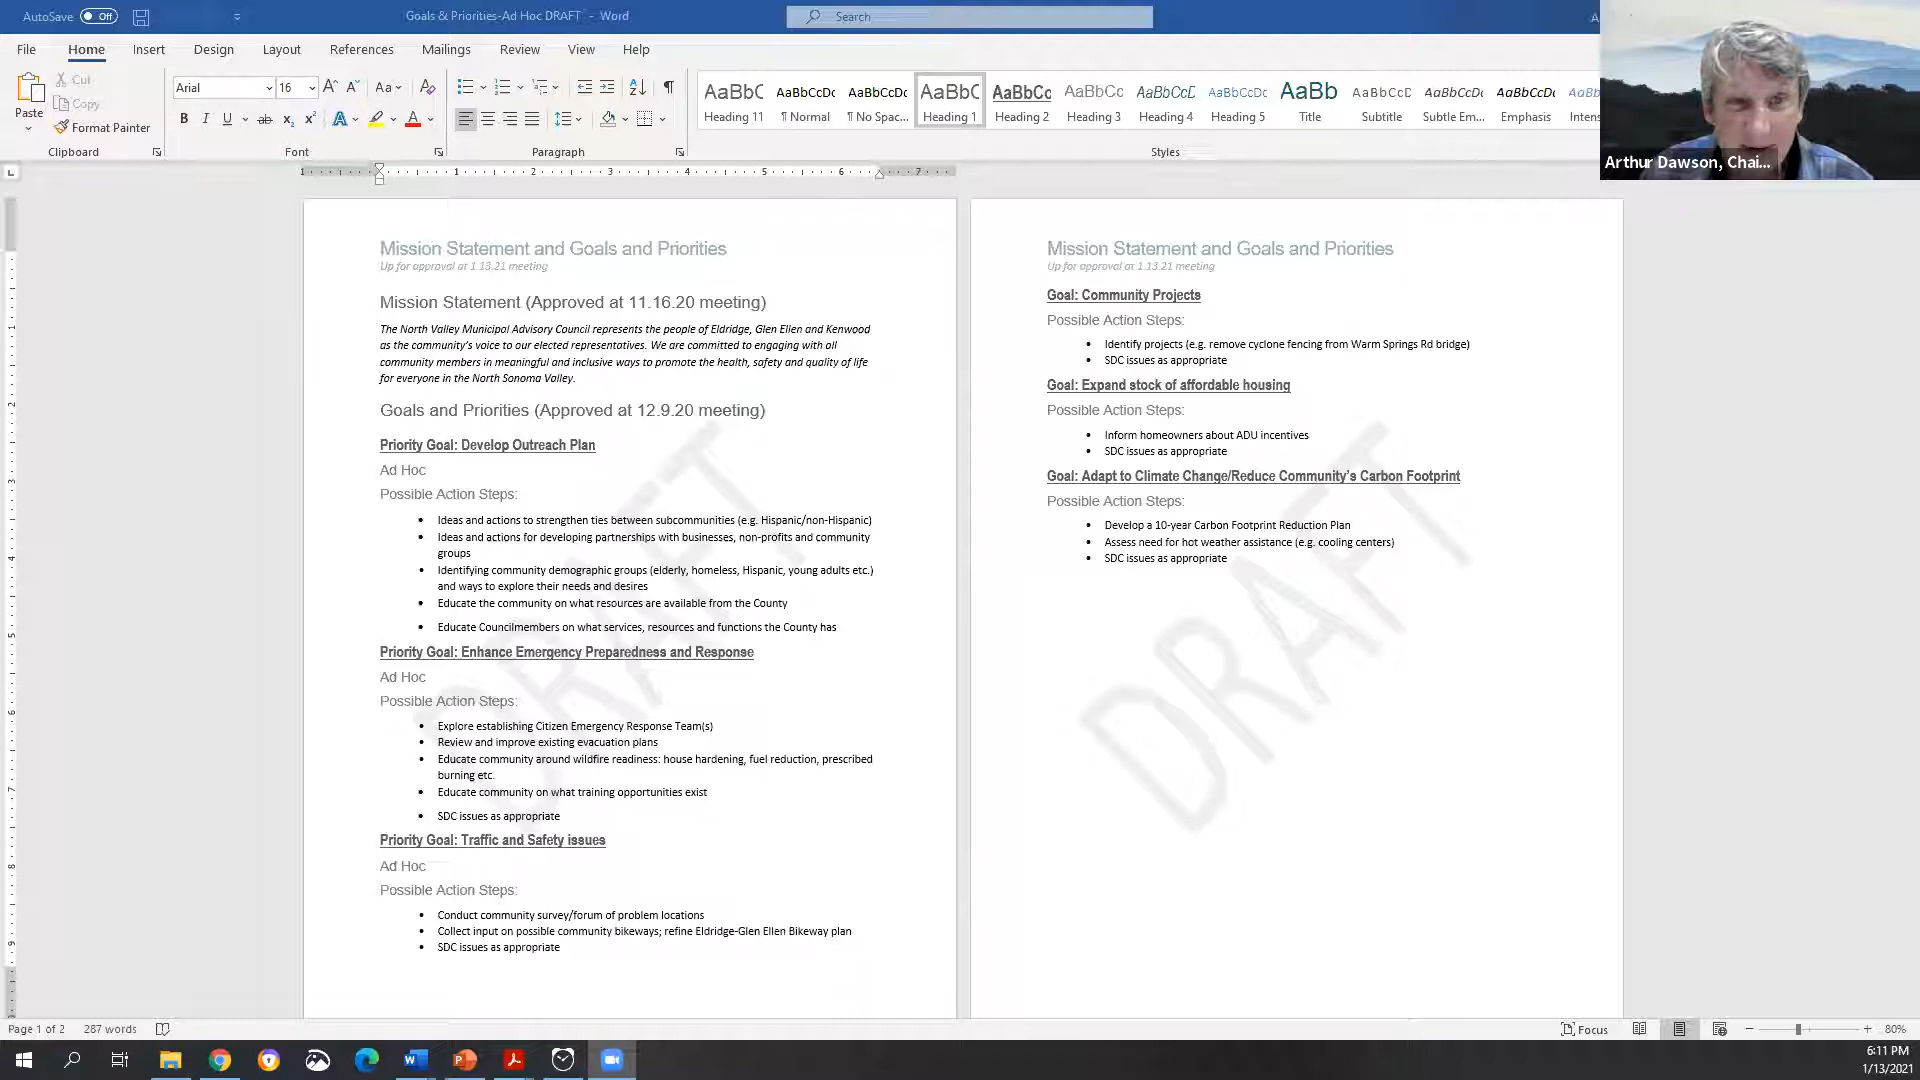 AutoSave Off
Goals & Priorities-Ad Hoc DRAFT - Word
Search
File Home Insert Design Layout References Mailings Review View Help
Paste
Cut
Copy
Format Painter
Clipboard
Arial 16
Font
Paragraph
AaBbC AaBbCcDc AaBbCcDc AaBbC AaBbCc AaBbCc AaBbCcD AaBbCcDc AaBb AaBbCcD AaBbCcDc AaBbCcDc AaBb
Heading 11 ¶ Normal ¶ No Spac... Heading 1 Heading 2 Heading 3 Heading 4 Heading 5 Title Subtitle Subtle Em... Emphasis Intens
Styles
Arthur Dawson, Chai...
Mission Statement and Goals and Priorities
Up for approval at 1.13.21 meeting
Mission Statement (Approved at 11.16.20 meeting)
The North Valley Municipal Advisory Council represents the people of Eldridge, Glen Ellen and Kenwood
as the community's voice to our elected representatives. We are committed to engaging with all
community members in meaningful and inclusive ways to promote the health, safety and quality of life
for everyone in the North Sonoma Valley.
Goals and Priorities (Approved at 12.9.20 meeting)
Priority Goal: Develop Outreach Plan
Ad Hoc
Possible Action Steps:
• Ideas and actions to strengthen ties between subcommunities (e.g. Hispanic/non-Hispanic)
• Ideas and actions for developing partnerships with businesses, non-profits and community
groups
• Identifying community demographic groups (elderly, homeless, Hispanic, young adults etc.)
and ways to explore their needs and desires
• Educate the community on what resources are available from the County
• Educate Councilmembers on what services, resources and functions the County has
Priority Goal: Enhance Emergency Preparedness and Response
Ad Hoc
Possible Action Steps:
• Explore establishing Citizen Emergency Response Team(s)
• Review and improve existing evacuation plans
• Educate community around wildfire readiness: house hardening, fuel reduction, prescribed
burning etc.
• Educate community on what training opportunities exist
• SDC issues as appropriate
Priority Goal: Traffic and Safety issues
Ad Hoc
Possible Action Steps:
• Conduct community survey/forum of problem locations
• Collect input on possible community bikeways; refine Eldridge-Glen Ellen Bikeway plan
• SDC issues as appropriate
DRAFT
Mission Statement and Goals and Priorities
Up for approval at 1.13.21 meeting
Goal: Community Projects
Possible Action Steps:
• Identify projects (e.g. remove cyclone fencing from Warm Springs Rd bridge)
• SDC issues as appropriate
Goal: Expand stock of affordable housing
Possible Action Steps:
• Inform homeowners about ADU incentives
• SDC issues as appropriate
Goal: Adapt to Climate Change/Reduce Community's Carbon Footprint
Possible Action Steps:
• Develop a 10-year Carbon Footprint Reduction Plan
• Assess need for hot weather assistance (e.g. cooling centers)
• SDC issues as appropriate
DRAFT
Page 1 of 2 287 words
Focus
80%
6:11 PM
1/13/2021